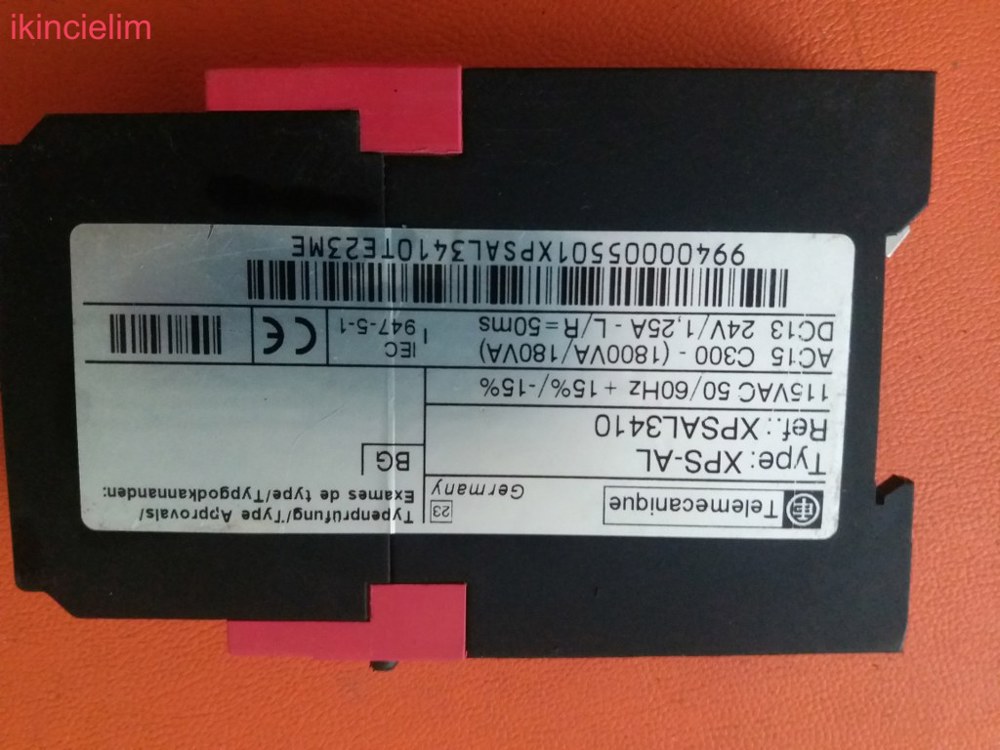 ikincielim
Telemecanique
23
Germany
Type: XPS-AL
Ref.: XPSAL3410
115VAC 50/60Hz + 15%/-15%
AC15 C300 - (1800VA/180VA)
DC13 24V/1,25A - L/R=50ms
Typenprüfung/Type Approvals/
Exames de type/Typgodkannanden:
BG
IEC
947-5-1
CE
99400005501XPSAL3410TE23ME